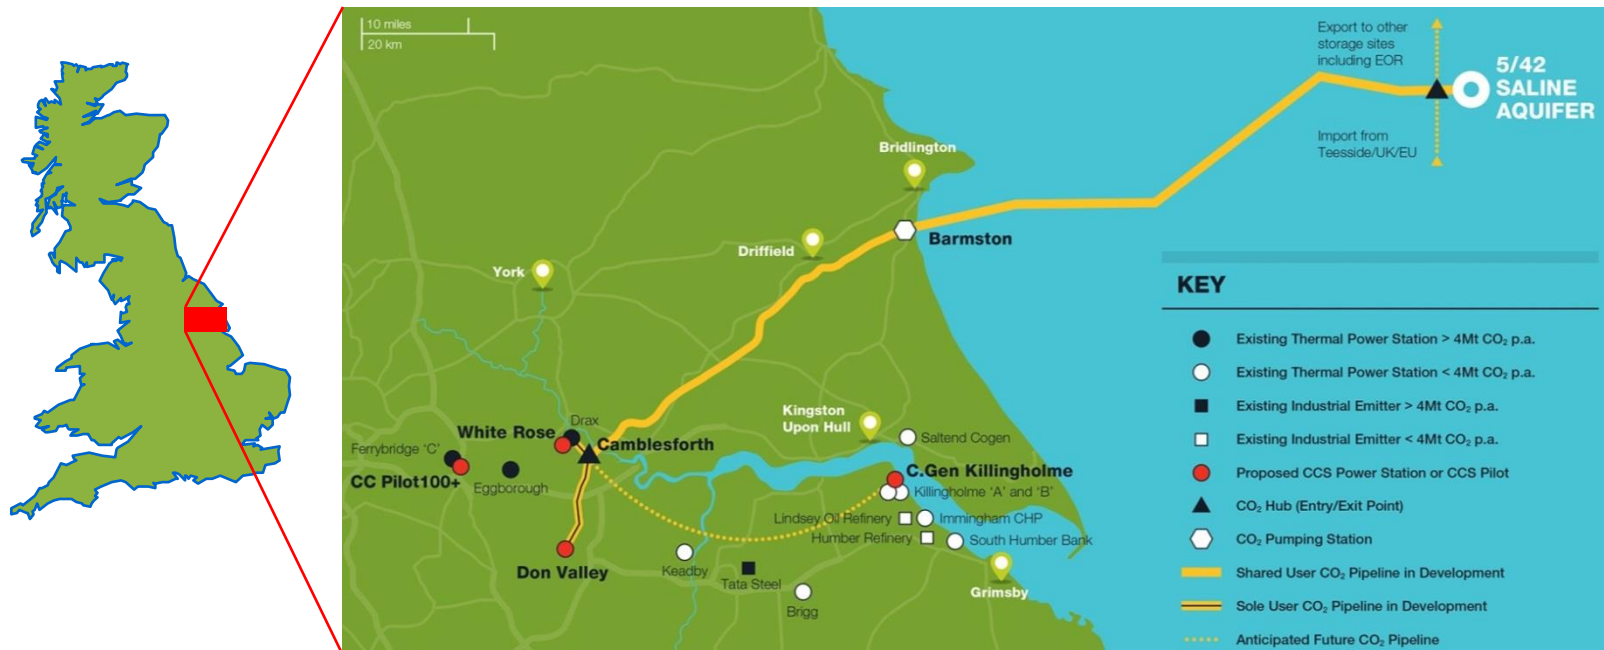 10 miles
20 km
Export to other
storage sites
including EOR
5/42
SALINE
AQUIFER
Import from
Teesside/UK/EU
Bridlington
Barmston
Driffield
York
Kingston
Upon Hull
Saltend Cogen
Drax
White Rose
Camblesforth
Ferrybridge ‘C’
CC Pilot100+
Eggborough
C.Gen Killingholme
Killingholme ‘A’ and ‘B’
Lindsey Oil Refinery
Immingham CHP
Humber Refinery
South Humber Bank
Don Valley
Keadby
Tata Steel
Brigg
Grimsby
KEY
Existing Thermal Power Station > 4Mt CO₂ p.a.
Existing Thermal Power Station < 4Mt CO₂ p.a.
Existing Industrial Emitter > 4Mt CO₂ p.a.
Existing Industrial Emitter < 4Mt CO₂ p.a.
Proposed CCS Power Station or CCS Pilot
CO₂ Hub (Entry/Exit Point)
CO₂ Pumping Station
Shared User CO₂ Pipeline in Development
Sole User CO₂ Pipeline in Development
Anticipated Future CO₂ Pipeline